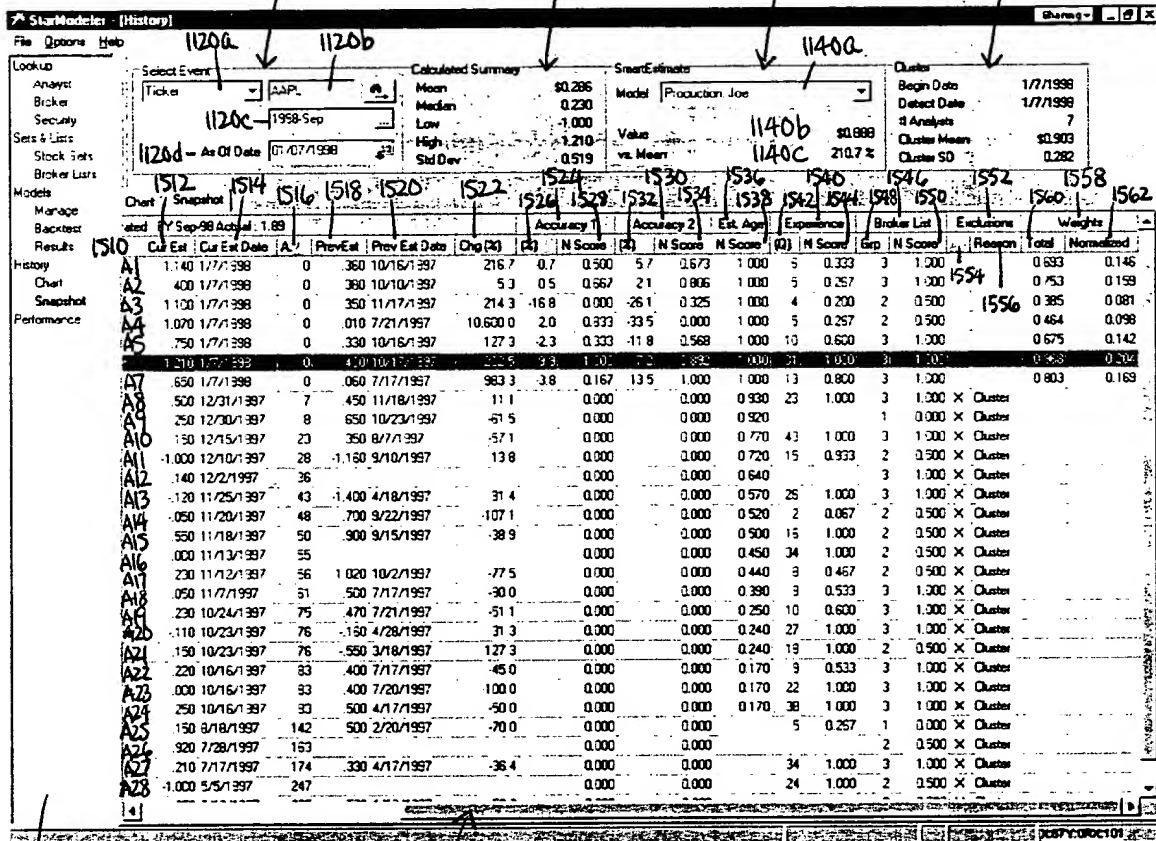 StarModeler - [History] Sharing
File Options Help
1120a 1120b 1140a
Lookup
Analyst
Broker
Security
Sets & Lists
Stock Sets
Broker Lists
Models
Manage
Backtest
Results
History
Chart
Snapshot
Performance
Select Event
Ticker AAPL
1120c 1998-Sep ...
1120d As Of Date 01/07/1998
Calculated Summary
Mean $0.286
Median 0.230
Low -1.000
High 1.210
Std Dev 0.519
SmartEstimate
Model Production: Joe
Value 1140b $0.888
vs. Mean 1140c 210.7 %
Cluster
Begin Date 1/7/1998
Detect Date 1/7/1998
# Analysts 7
Cluster Mean $0.903
Cluster SD 0.282
1512 1514 1516 1518 1520 1522 1524 1530 1536 1540 1546 1552 1558
1526 1529 1532 1534 1538 1542 1544 1548 1550 1560 1562
Chart Snapshot
ated FY Sep-98 Actual : 1.89 Accuracy 1 Accuracy 2 Est. Age Experience Broker List Exclusions Weights
1510 Cur Est Cur Est Date A.. PrevEst Prev Est Date Chg (%) (%) N Score (%) N Score N Score (Q) N Score Grp N Score .. Reason Total Normalized
A1 1.140 1/7/1998 0 .360 10/16/1997 216.7 0.7 0.500 5.7 0.673 1.000 5 0.333 3 1.000 0.693 0.146
A2 .400 1/7/1998 0 .380 10/10/1997 5.3 0.5 0.667 2.1 0.806 1.000 5 0.267 3 1.000 1554 0.753 0.159
A3 1.100 1/7/1998 0 .350 11/17/1997 214.3 -16.8 0.000 -26.1 0.325 1.000 4 0.200 2 0.500 1556 0.385 0.081
A4 1.070 1/7/1998 0 .010 7/21/1997 10,600.0 2.0 0.833 -33.5 0.000 1.000 5 0.267 2 0.500 0.464 0.098
A5 .750 1/7/1998 0 .330 10/16/1997 127.3 -2.3 0.333 -11.8 0.568 1.000 10 0.600 3 1.000 0.675 0.142
1.210 1/7/1998 0
A7 .650 1/7/1998 0 .060 7/17/1997 983.3 -3.8 0.167 13.5 1.000 1.000 13 0.800 3 1.000 0.803 0.169
A8 .500 12/31/1997 7 .450 11/18/1997 11.1 0.000 0.000 0.930 23 1.000 3 1.000 X Cluster
A9 .250 12/30/1997 8 .650 10/23/1997 -61.5 0.000 0.000 0.920 1 0.000 X Cluster
A10 .150 12/15/1997 23 .350 8/7/1997 -57.1 0.000 0.000 0.770 43 1.000 3 1.000 X Cluster
A11 -1.000 12/10/1997 28 -1.160 9/10/1997 13.8 0.000 0.000 0.720 15 0.933 2 0.500 X Cluster
A12 .140 12/2/1997 36 0.000 0.000 0.640 3 1.000 X Cluster
A13 -.120 11/25/1997 43 -1.400 4/18/1997 31.4 0.000 0.000 0.570 26 1.000 3 1.000 X Cluster
A14 -.050 11/20/1997 48 .700 9/22/1997 -107.1 0.000 0.000 0.520 2 0.067 2 0.500 X Cluster
A15 .550 11/18/1997 50 .900 9/15/1997 -38.9 0.000 0.000 0.500 16 1.000 2 0.500 X Cluster
A16 .000 11/13/1997 55 0.000 0.000 0.450 34 1.000 2 0.500 X Cluster
A17 .230 11/12/1997 56 1.020 10/2/1997 -77.5 0.000 0.000 0.440 8 0.467 2 0.500 X Cluster
A18 .050 11/7/1997 61 .500 7/17/1997 -90.0 0.000 0.000 0.390 9 0.533 3 1.000 X Cluster
A19 .230 10/24/1997 75 .470 7/21/1997 -51.1 0.000 0.000 0.250 10 0.600 3 1.000 X Cluster
A20 -.110 10/23/1997 76 -.160 4/28/1997 31.3 0.000 0.000 0.240 27 1.000 3 1.000 X Cluster
A21 .150 10/23/1997 76 -.550 3/18/1997 127.3 0.000 0.000 0.240 19 1.000 2 0.500 X Cluster
A22 .220 10/16/1997 83 .400 7/17/1997 -45.0 0.000 0.000 0.170 9 0.533 3 1.000 X Cluster
A23 .000 10/16/1997 83 .400 7/20/1997 -100.0 0.000 0.000 0.170 22 1.000 3 1.000 X Cluster
A24 .250 10/16/1997 83 .500 4/17/1997 -50.0 0.000 0.000 0.170 38 1.000 3 1.000 X Cluster
A25 .150 8/18/1997 142 .500 2/20/1997 -70.0 0.000 0.000 5 0.267 1 0.000 X Cluster
A26 .920 7/28/1997 163 0.000 0.000 2 0.500 X Cluster
A27 .210 7/17/1997 174 .330 4/17/1997 -36.4 0.000 0.000 34 1.000 3 1.000 X Cluster
A28 -1.000 5/5/1997 247 0.000 0.000 24 1.000 2 0.500 X Cluster